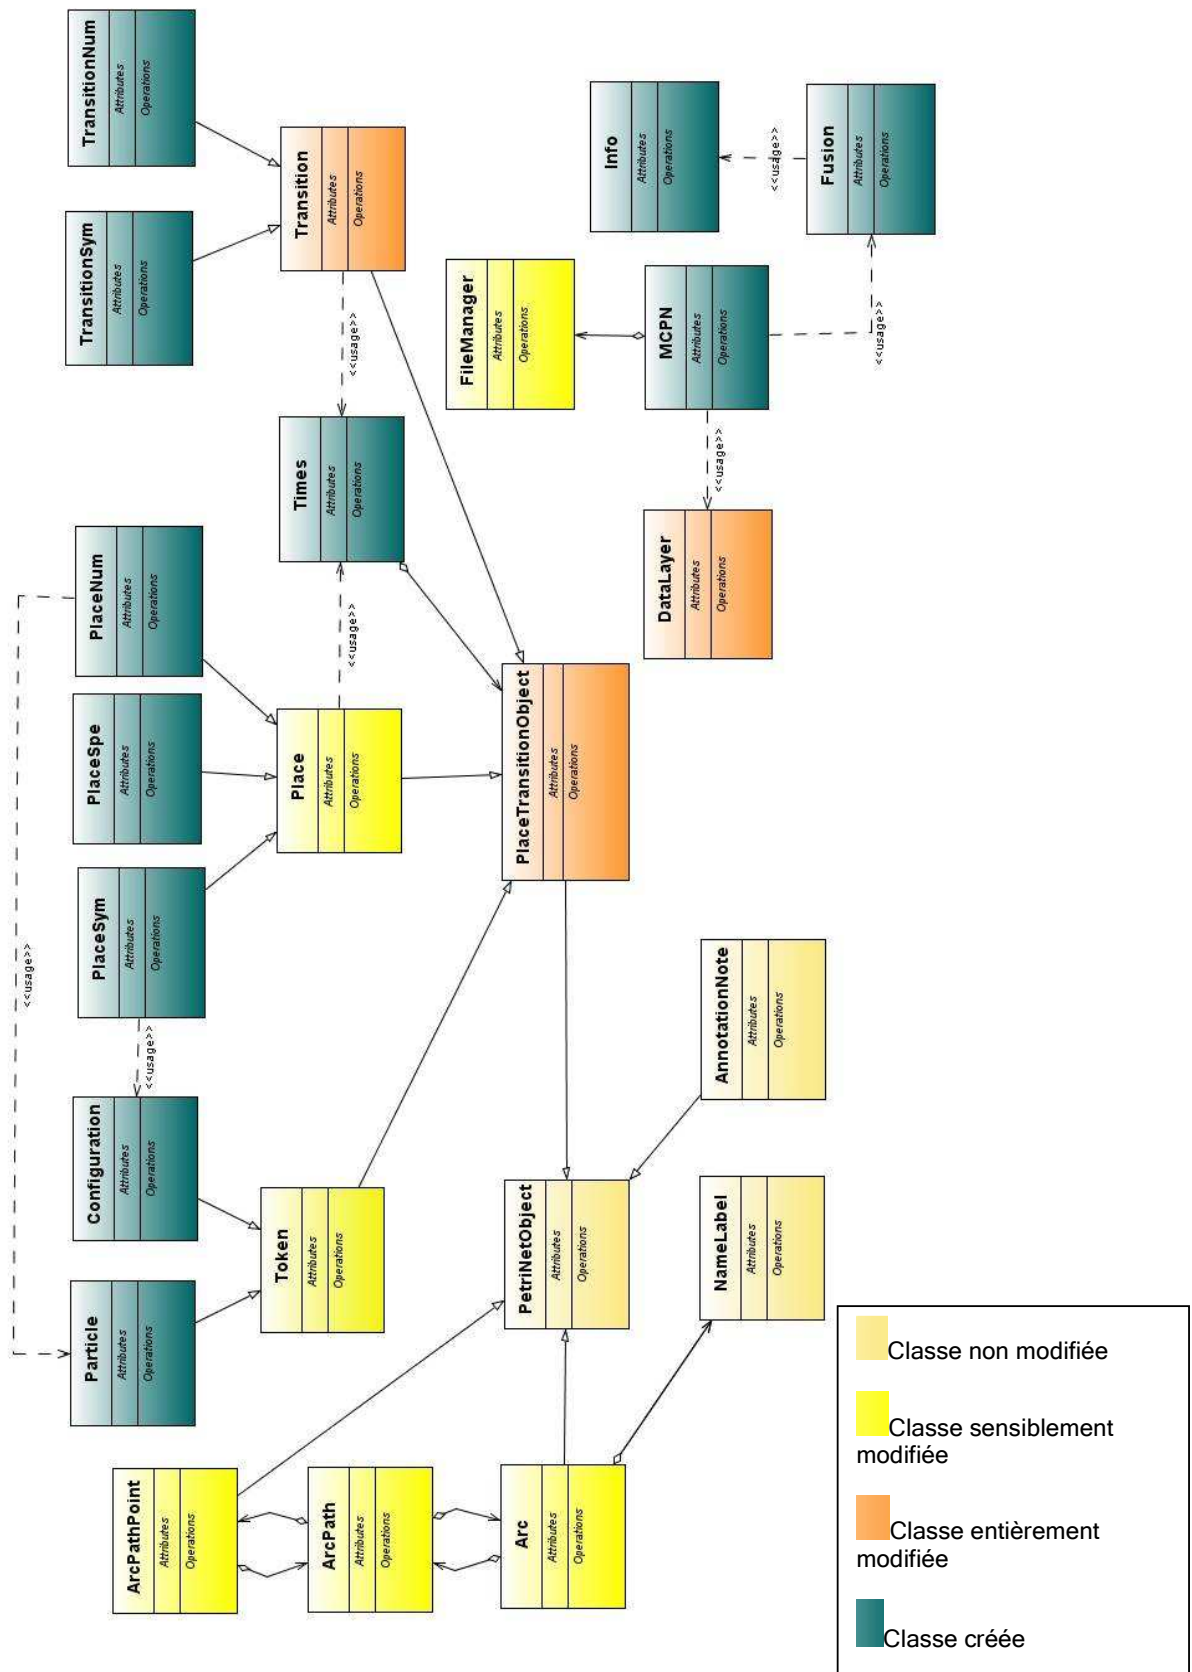 TransitionNum
Attributes
Operations
TransitionSym
Attributes
Operations
Transition
Attributes
Operations
<<usage>>
Info
Attributes
Operations
<<usage>>
Fusion
Attributes
Operations
FileManager
Attributes
Operations
MCPN
Attributes
Operations
<<usage>>
<<usage>>
DataLayer
Attributes
Operations
Times
Attributes
Operations
<<usage>>
PlaceNum
Attributes
Operations
PlaceSpe
Attributes
Operations
PlaceSym
Attributes
Operations
Place
Attributes
Operations
PlaceTransitionObject
Attributes
Operations
<<usage>>
<<usage>>
Configuration
Attributes
Operations
Particle
Attributes
Operations
Token
Attributes
Operations
PetriNetObject
Attributes
Operations
AnnotationNote
Attributes
Operations
NameLabel
Attributes
Operations
ArcPathPoint
Attributes
Operations
ArcPath
Attributes
Operations
Arc
Attributes
Operations
Classe non modifiée
Classe sensiblement
modifiée
Classe entièrement
modifiée
Classe créée